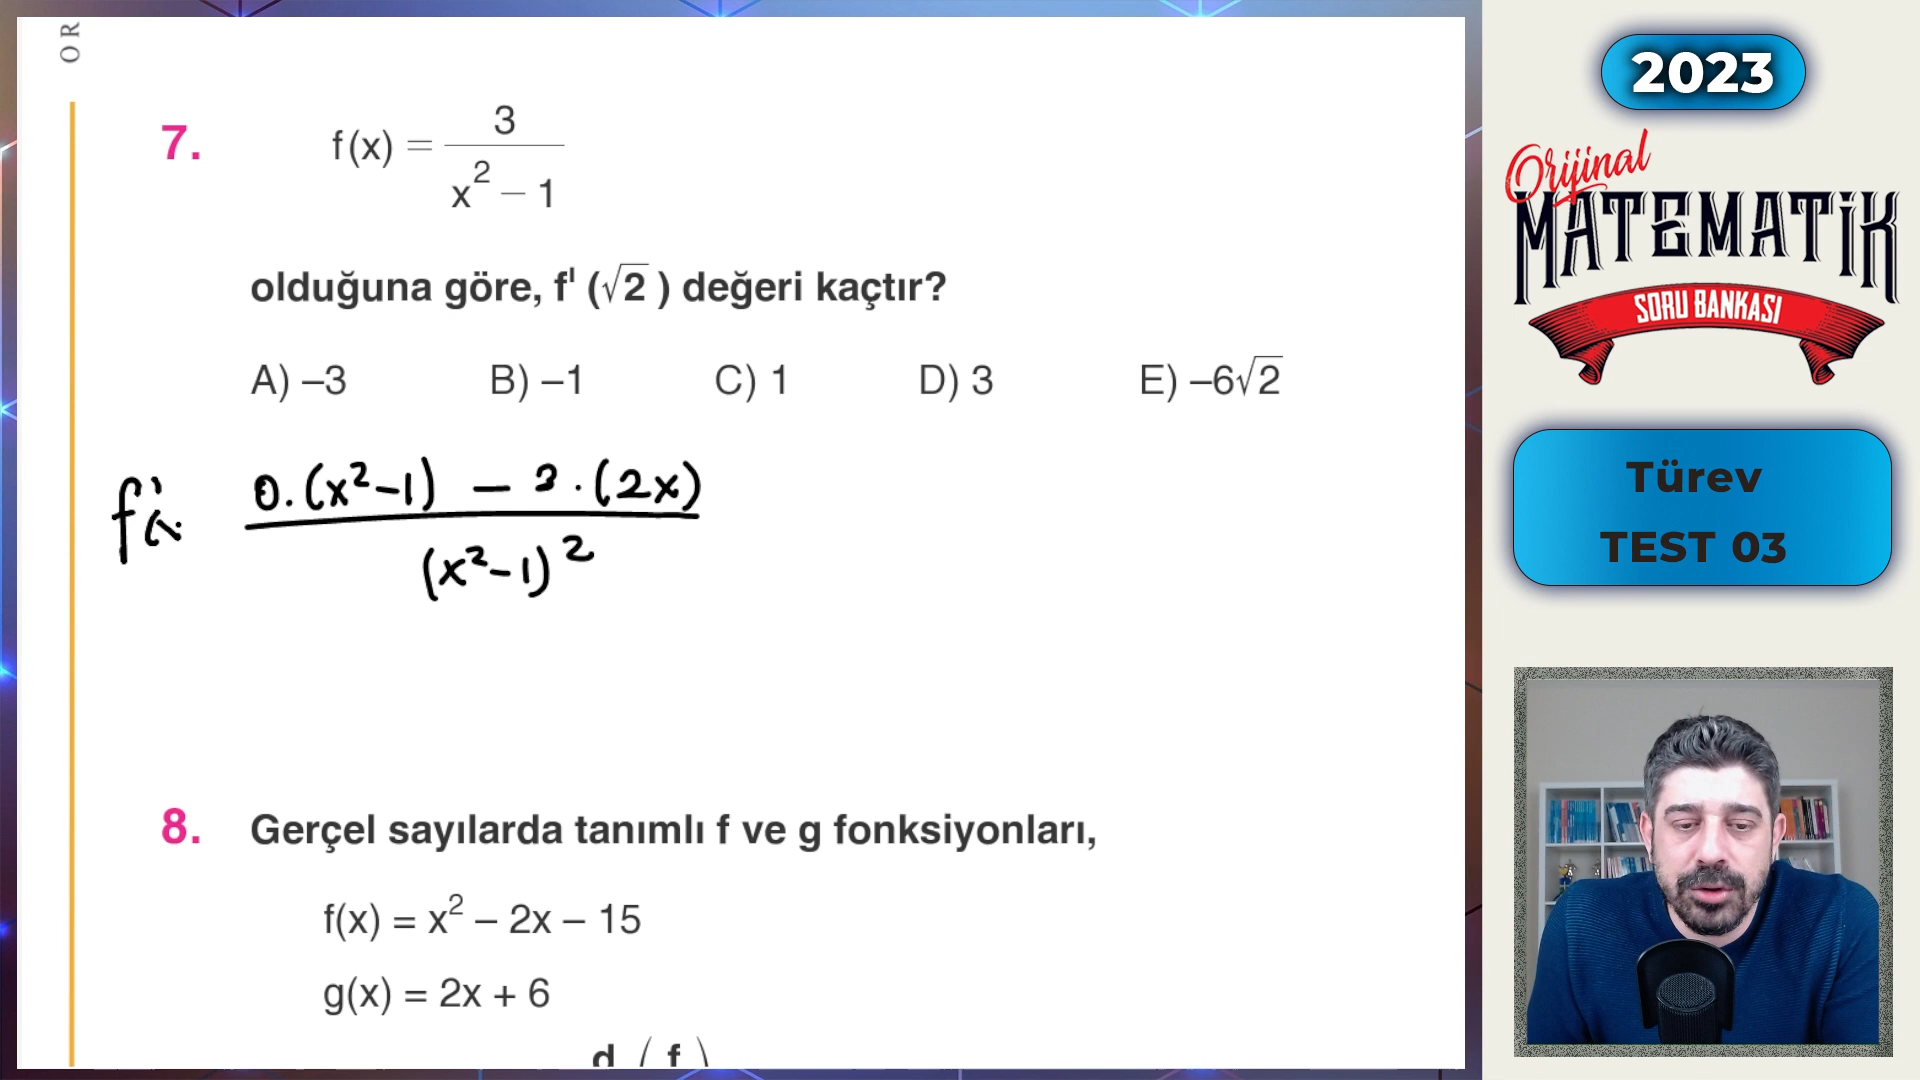 OR
7. f(x) = 3 / (x² – 1)
olduğuna göre, f' (√2) değeri kaçtır?
A) –3 B) –1 C) 1 D) 3 E) –6√2
0.(x²-1) - 3.(2x)
(x²-1)²
8. Gerçel sayılarda tanımlı f ve g fonksiyonları,
f(x) = x² – 2x – 15
g(x) = 2x + 6
d ( f )
2023
Orijinal
MATEMATİK
SORU BANKASI
Türev
TEST 03